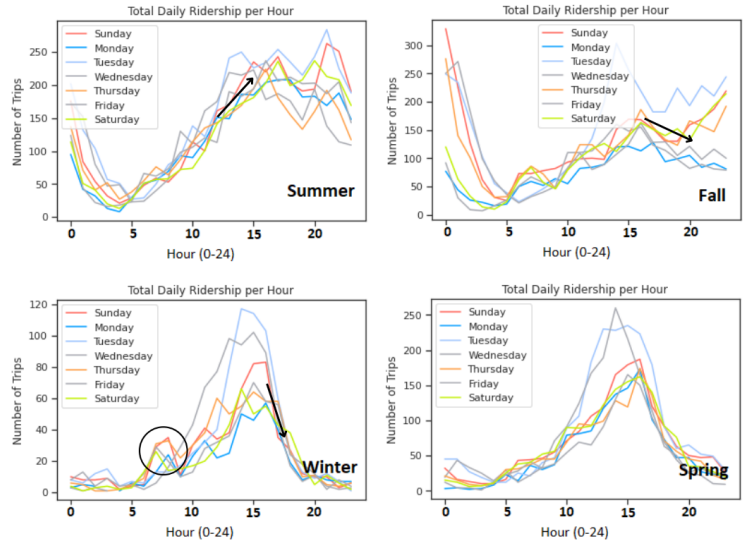 Total Daily Ridership per Hour
Number of Trips
250
200
150
100
50
0
Sunday
Monday
Tuesday
Wednesday
Thursday
Friday
Saturday
Summer
0 5 10 15 20
Hour (0-24)
Total Daily Ridership per Hour
Number of Trips
300
250
200
150
100
50
0
Sunday
Monday
Tuesday
Wednesday
Thursday
Friday
Saturday
Fall
0 5 10 15 20
Hour (0-24)
Total Daily Ridership per Hour
Number of Trips
120
100
80
60
40
20
0
Sunday
Monday
Tuesday
Wednesday
Thursday
Friday
Saturday
Winter
0 5 10 15 20
Hour (0-24)
Total Daily Ridership per Hour
Number of Trips
250
200
150
100
50
0
Sunday
Monday
Tuesday
Wednesday
Thursday
Friday
Saturday
Spring
0 5 10 15 20
Hour (0-24)